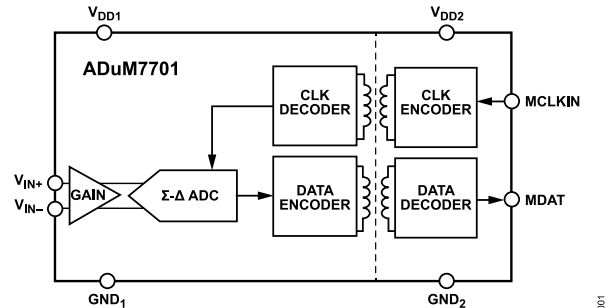 VDD1
VDD2
ADuM7701
CLK
DECODER
CLK
ENCODER
MCLKIN
VIN+
VIN–
GAIN
Σ-Δ ADC
DATA
ENCODER
DATA
DECODER
MDAT
GND1
GND2
001